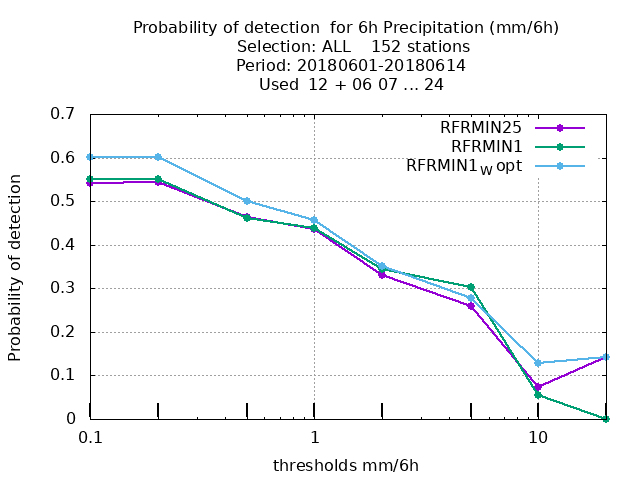 Probability of detection  for 6h Precipitation (mm/6h)
Selection: ALL    152 stations
Period: 20180601-20180614
Used  12 + 06 07 ... 24
RFRMIN25
RFRMIN1
RFRMIN1W opt
Probability of detection
0.7
0.6
0.5
0.4
0.3
0.2
0.1
0
0.1
1
10
thresholds mm/6h